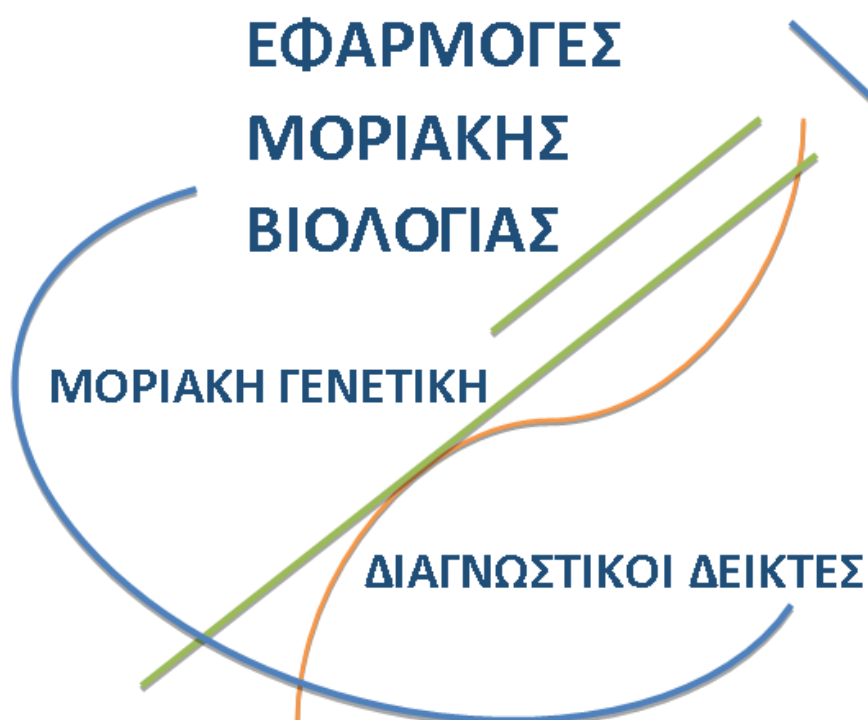 ΕΦΑΡΜΟΓΕΣ
ΜΟΡΙΑΚΗΣ
ΒΙΟΛΟΓΙΑΣ
ΜΟΡΙΑΚΗ ΓΕΝΕΤΙΚΗ
ΔΙΑΓΝΩΣΤΙΚΟΙ ΔΕΙΚΤΕΣ